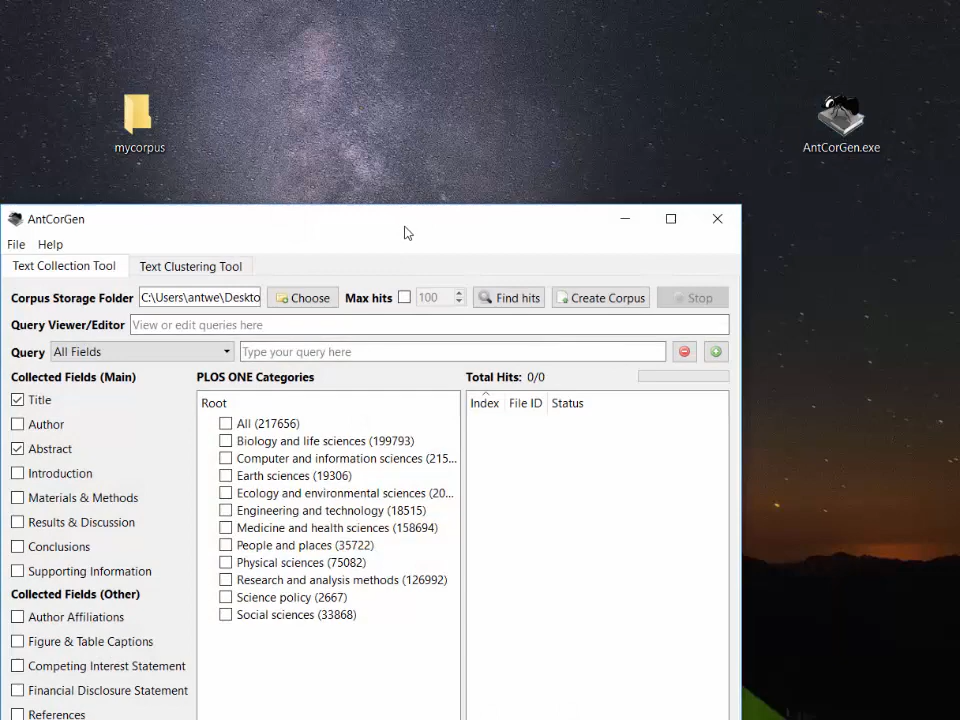 mycorpus
AntCorGen.exe
AntCorGen
File Help
Text Collection Tool Text Clustering Tool
Corpus Storage Folder C:\Users\antwe\Deskto Choose Max hits 100 Find hits Create Corpus Stop
Query Viewer/Editor View or edit queries here
Query All Fields Type your query here
Collected Fields (Main) PLOS ONE Categories Total Hits: 0/0
Title
Author
Abstract
Introduction
Materials & Methods
Results & Discussion
Conclusions
Supporting Information
Collected Fields (Other)
Author Affiliations
Figure & Table Captions
Competing Interest Statement
Financial Disclosure Statement
References
Root
All (217656)
Biology and life sciences (199793)
Computer and information sciences (215...
Earth sciences (19306)
Ecology and environmental sciences (20...
Engineering and technology (18515)
Medicine and health sciences (158694)
People and places (35722)
Physical sciences (75082)
Research and analysis methods (126992)
Science policy (2667)
Social sciences (33868)
Index File ID Status